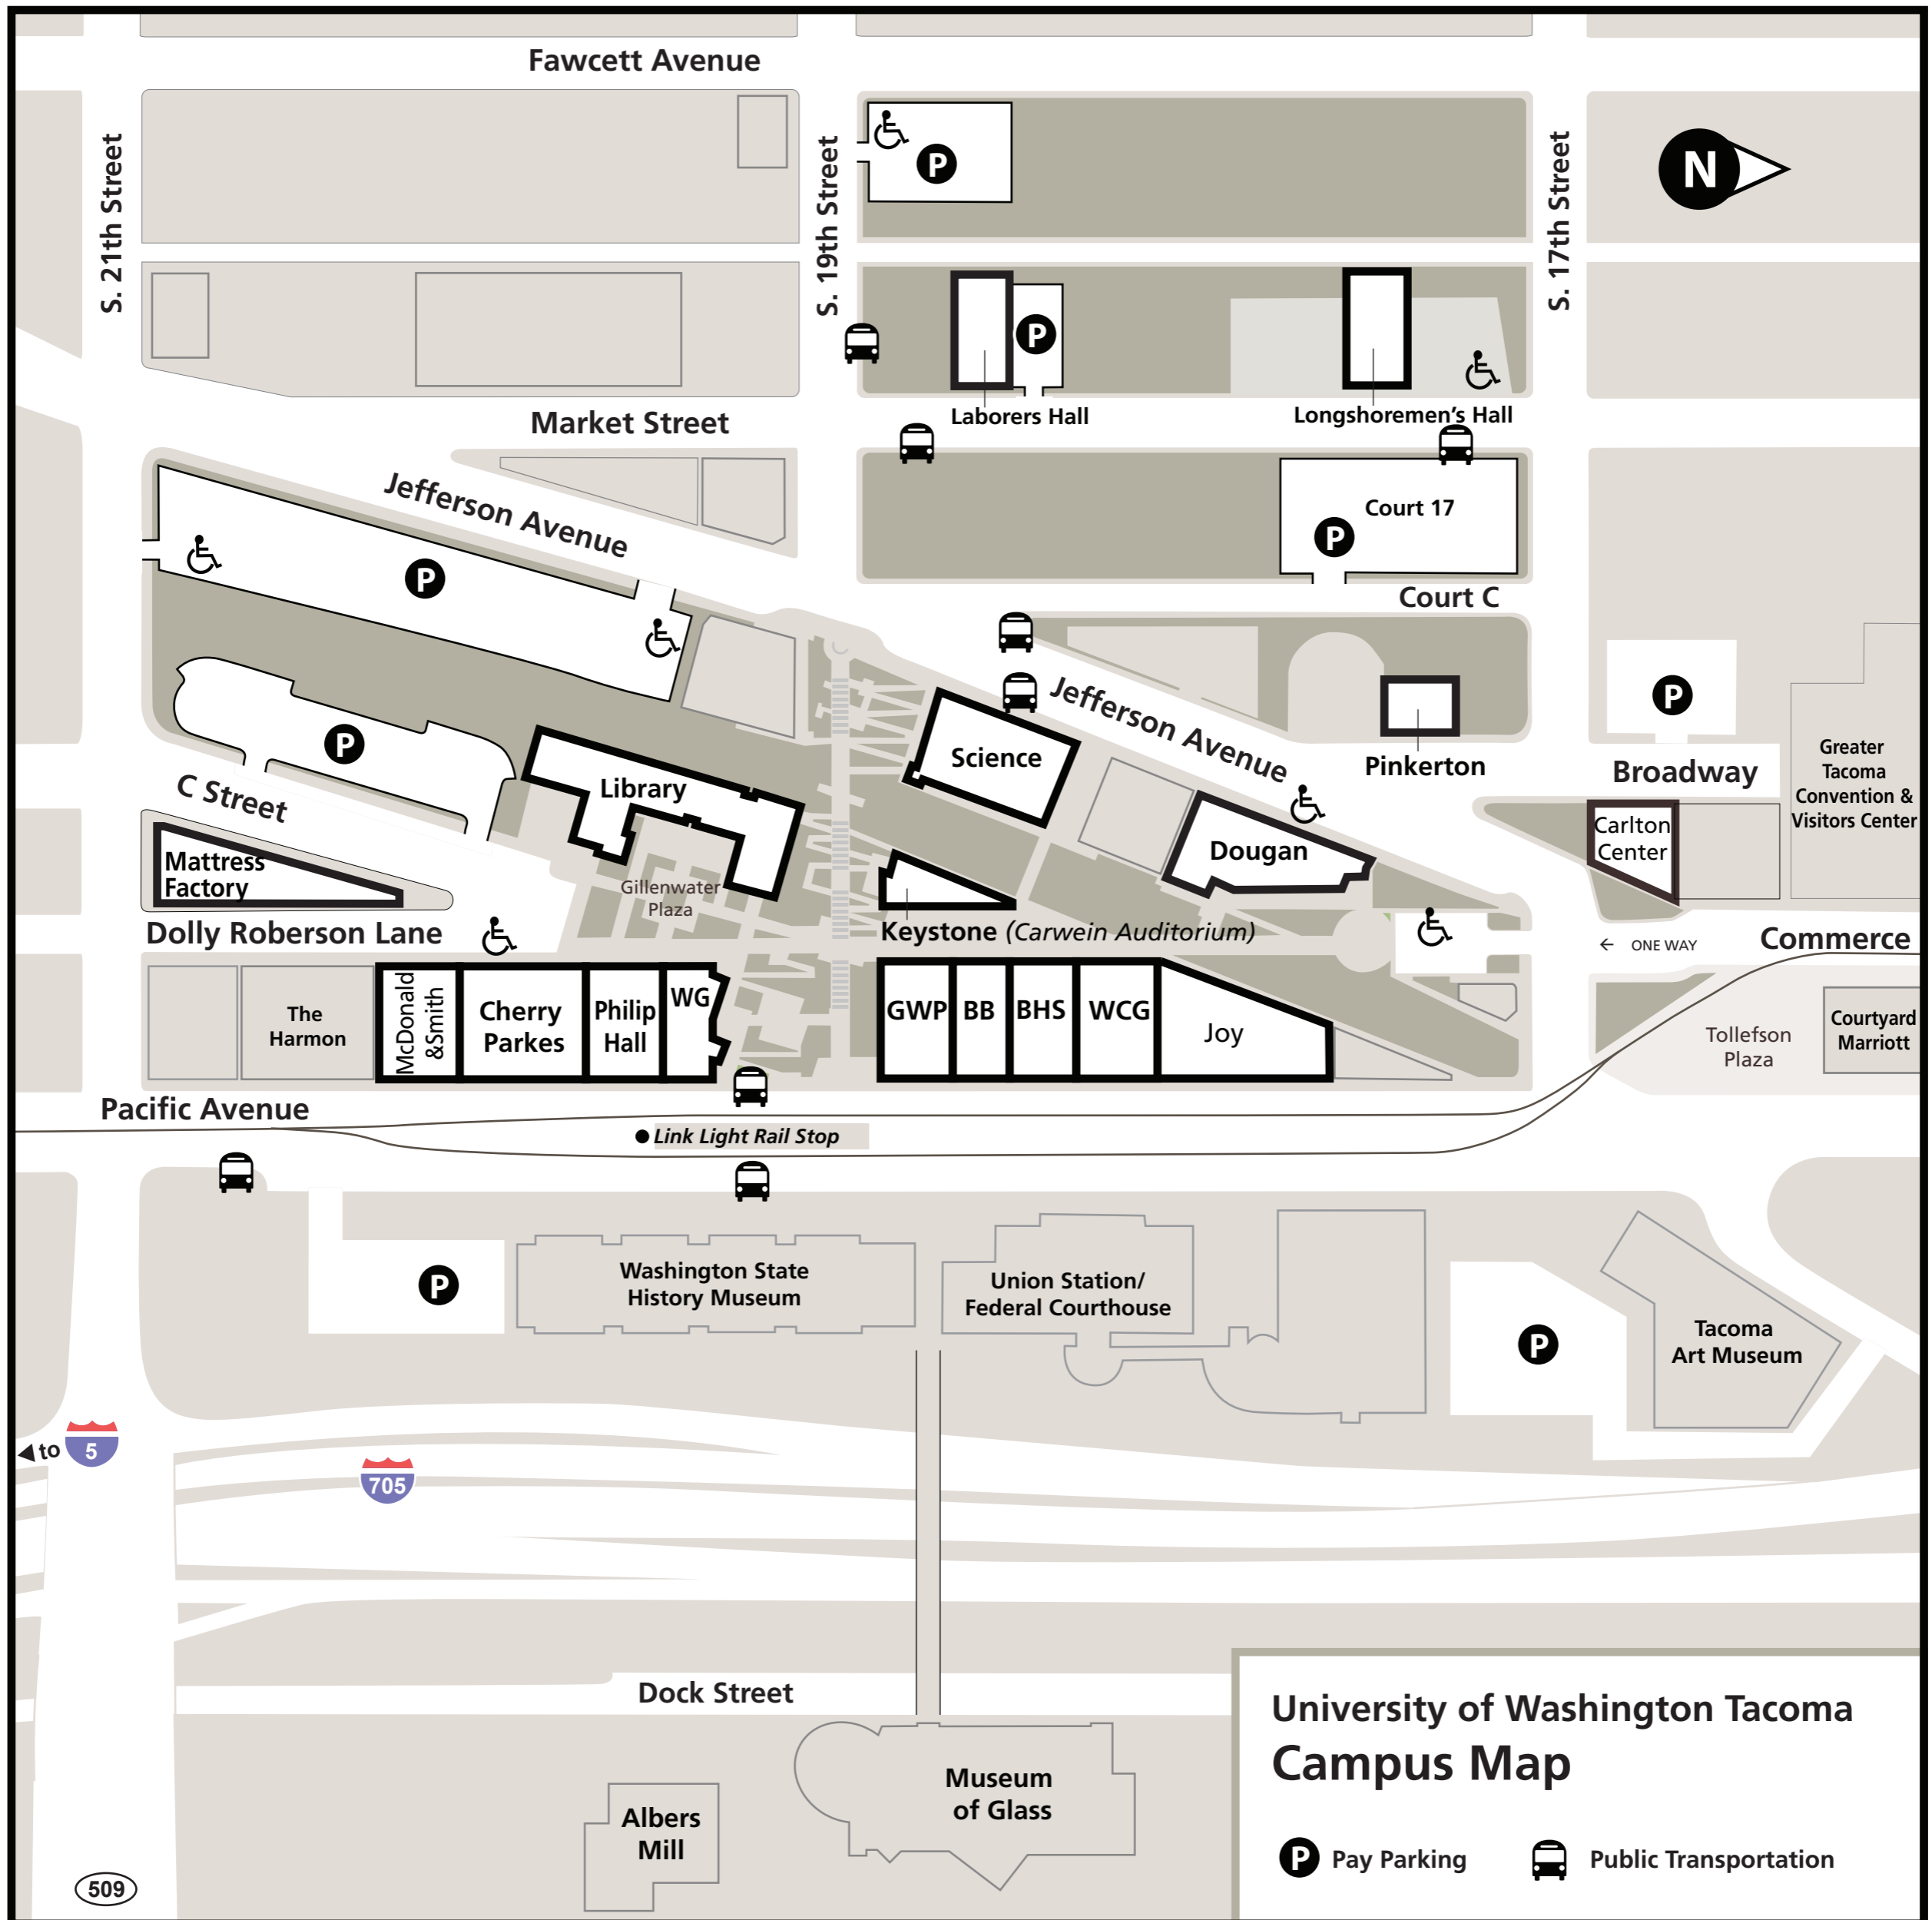 Fawcett Avenue
S. 21th Street
S. 19th Street
S. 17th Street
P
N
P
Laborers Hall
Longshoremen's Hall
Market Street
Jefferson Avenue
Court 17
P
P
Court C
Jefferson Avenue
P
P
Science
Library
Pinkerton
Broadway
Greater
Tacoma
Convention &
Visitors Center
C Street
Dougan
Carlton
Center
Mattress
Factory
Gillenwater
Plaza
Dolly Roberson Lane
Keystone (Carwein Auditorium)
← ONE WAY
Commerce
The
Harmon
McDonald
&Smith
Cherry
Parkes
Philip
Hall
WG
GWP
BB
BHS
WCG
Joy
Tollefson
Plaza
Courtyard
Marriott
Pacific Avenue
Link Light Rail Stop
P
Washington State
History Museum
Union Station/
Federal Courthouse
P
Tacoma
Art Museum
to
5
705
Dock Street
Albers
Mill
Museum
of Glass
509
University of Washington Tacoma
Campus Map
P Pay Parking
Public Transportation